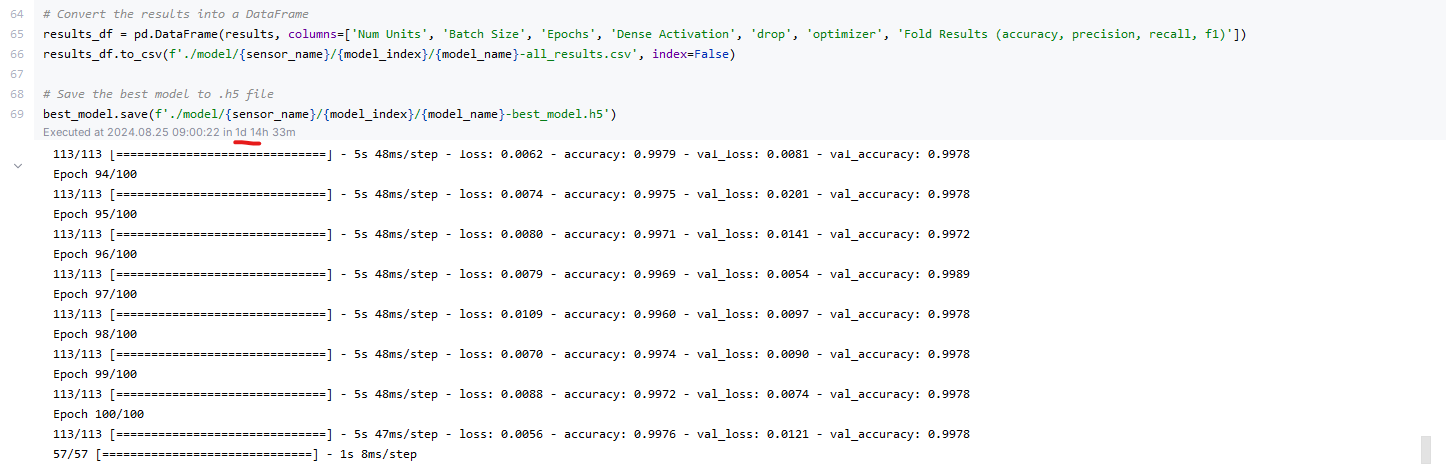 64 # Convert the results into a DataFrame
65 results_df = pd.DataFrame(results, columns=['Num Units', 'Batch Size', 'Epochs', 'Dense Activation', 'drop', 'optimizer', 'Fold Results (accuracy, precision, recall, f1)'])
66 results_df.to_csv(f'./model/{sensor_name}/{model_index}/{model_name}-all_results.csv', index=False)
67
68 # Save the best model to .h5 file
69 best_model.save(f'./model/{sensor_name}/{model_index}/{model_name}-best_model.h5')
Executed at 2024.08.25 09:00:22 in 1d 14h 33m
113/113 [==============================] - 5s 48ms/step - loss: 0.0062 - accuracy: 0.9979 - val_loss: 0.0081 - val_accuracy: 0.9978
Epoch 94/100
113/113 [==============================] - 5s 48ms/step - loss: 0.0074 - accuracy: 0.9975 - val_loss: 0.0201 - val_accuracy: 0.9978
Epoch 95/100
113/113 [==============================] - 5s 48ms/step - loss: 0.0080 - accuracy: 0.9971 - val_loss: 0.0141 - val_accuracy: 0.9972
Epoch 96/100
113/113 [==============================] - 5s 48ms/step - loss: 0.0079 - accuracy: 0.9969 - val_loss: 0.0054 - val_accuracy: 0.9989
Epoch 97/100
113/113 [==============================] - 5s 48ms/step - loss: 0.0109 - accuracy: 0.9960 - val_loss: 0.0097 - val_accuracy: 0.9978
Epoch 98/100
113/113 [==============================] - 5s 48ms/step - loss: 0.0070 - accuracy: 0.9974 - val_loss: 0.0090 - val_accuracy: 0.9978
Epoch 99/100
113/113 [==============================] - 5s 48ms/step - loss: 0.0088 - accuracy: 0.9972 - val_loss: 0.0074 - val_accuracy: 0.9978
Epoch 100/100
113/113 [==============================] - 5s 47ms/step - loss: 0.0056 - accuracy: 0.9976 - val_loss: 0.0121 - val_accuracy: 0.9978
57/57 [==============================] - 1s 8ms/step